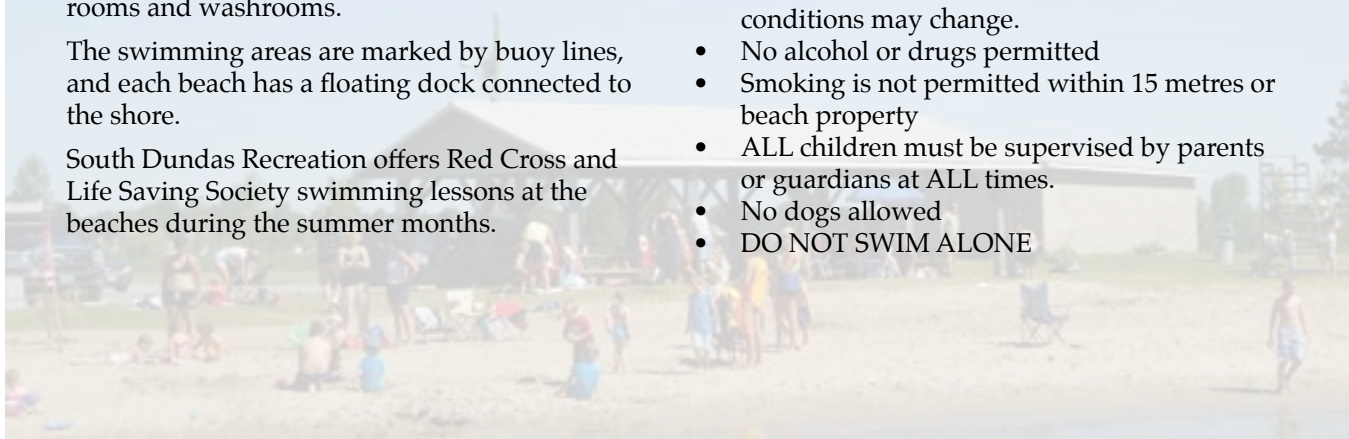 rooms and washrooms.
The swimming areas are marked by buoy lines,
and each beach has a floating dock connected to
the shore.
South Dundas Recreation offers Red Cross and
Life Saving Society swimming lessons at the
beaches during the summer months.
conditions may change.
• No alcohol or drugs permitted
• Smoking is not permitted within 15 metres or
beach property
• ALL children must be supervised by parents
or guardians at ALL times.
• No dogs allowed
• DO NOT SWIM ALONE